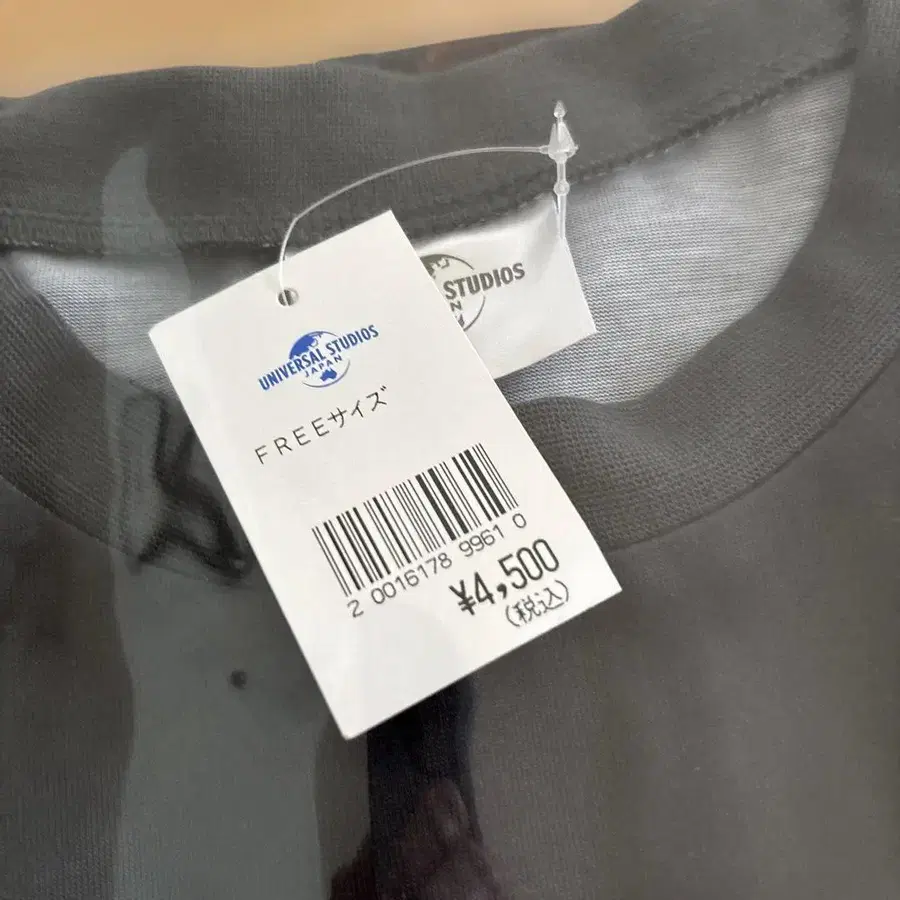 UNIVERSAL STUDIOS
JAPAN
FREEサイズ
2 0016178 9961 0
¥4,500
(税込)
STUDIOS
N